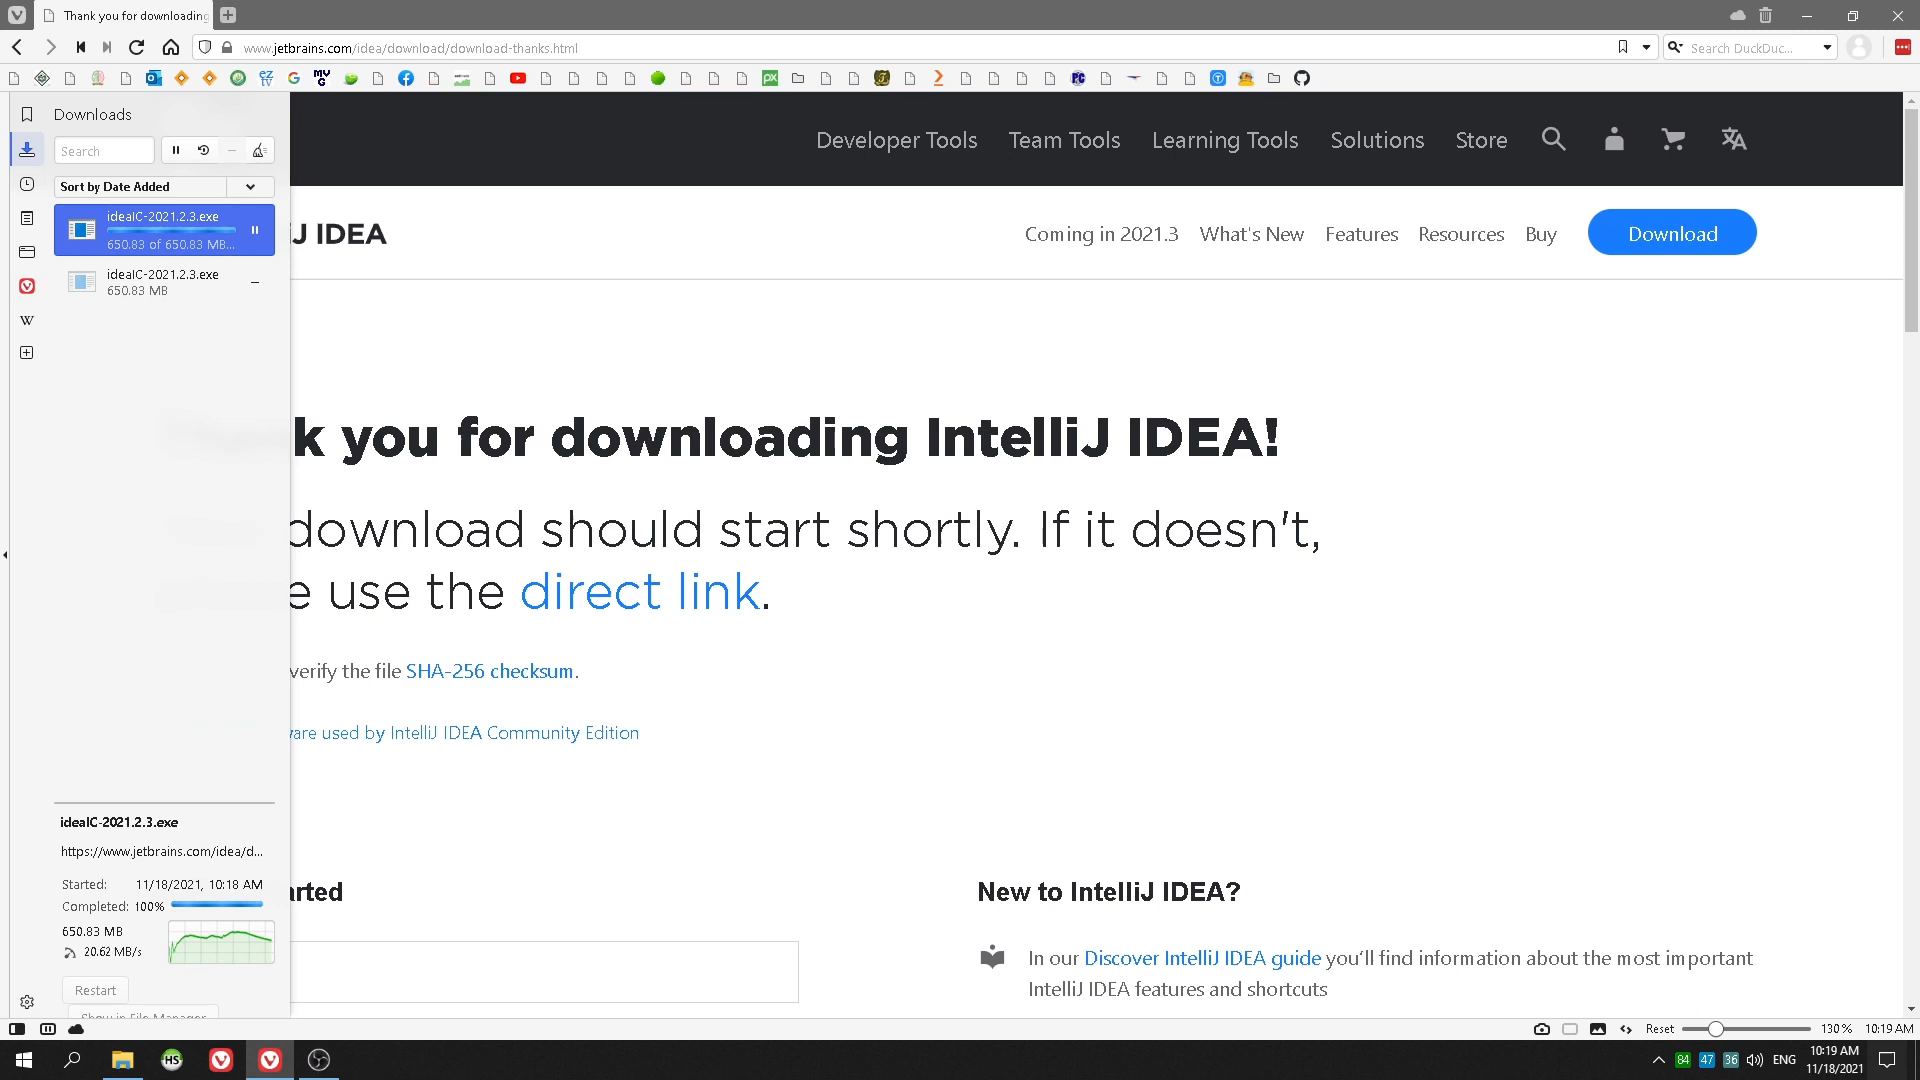 Thank you for downloading
www.jetbrains.com/idea/download/download-thanks.html
Search DuckDuc...
Downloads
Search
Sort by Date Added
ideaIC-2021.2.3.exe
650.83 of 650.83 MB...
ideaIC-2021.2.3.exe
650.83 MB
Developer Tools
Team Tools
Learning Tools
Solutions
Store
J IDEA
Coming in 2021.3
What's New
Features
Resources
Buy
Download
k you for downloading IntelliJ IDEA!
download should start shortly. If it doesn't,
e use the direct link.
verify the file SHA-256 checksum.
ware used by IntelliJ IDEA Community Edition
ideaIC-2021.2.3.exe
https://www.jetbrains.com/idea/d...
Started: 11/18/2021, 10:18 AM
Completed: 100%
650.83 MB
20.62 MB/s
Restart
Show in File Manager
arted
New to IntelliJ IDEA?
In our Discover IntelliJ IDEA guide you'll find information about the most important
IntelliJ IDEA features and shortcuts
Reset
130 %
10:19 AM
HS
84
47
36
ENG
10:19 AM
11/18/2021